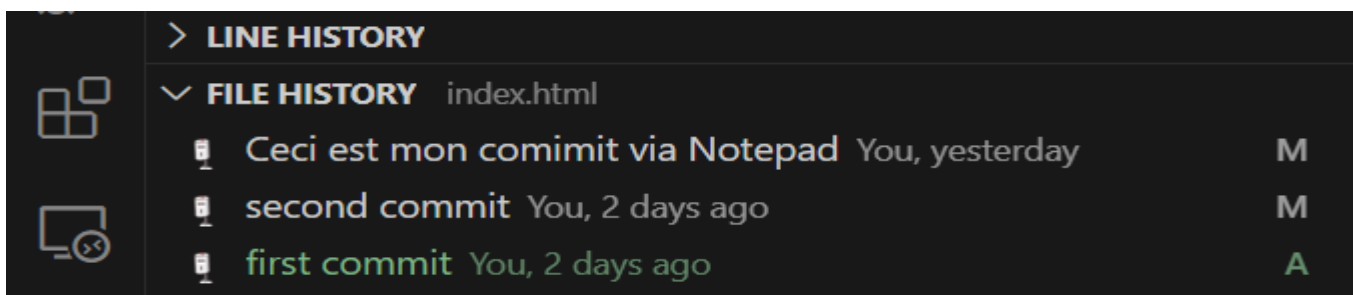 LINE HISTORY
FILE HISTORY index.html
Ceci est mon comimit via Notepad You, yesterday M
second commit You, 2 days ago M
first commit You, 2 days ago A